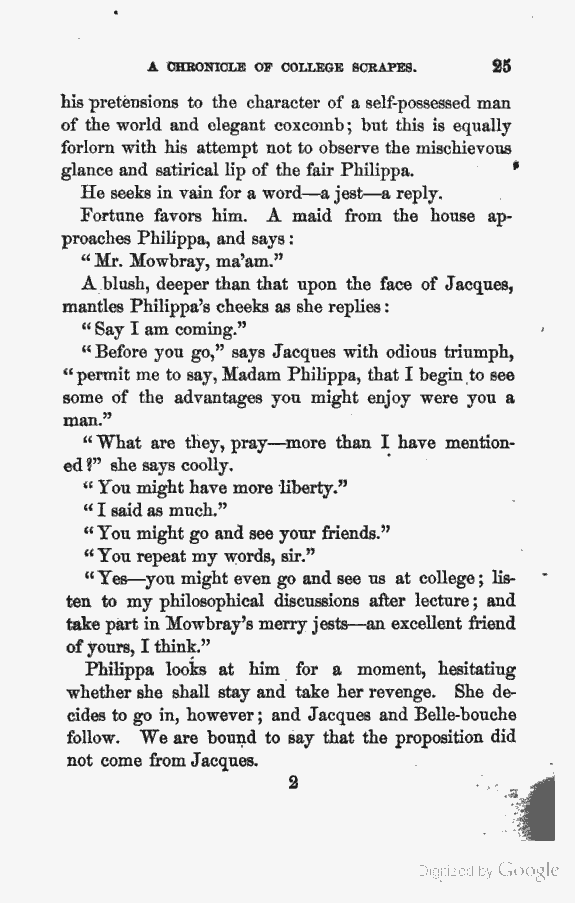 A CHRONICLE OF COLLEGE SCRAPES. 25
his pretensions to the character of a self-possessed man
of the world and elegant coxcomb; but this is equally
forlorn with his attempt not to observe the mischievous
glance and satirical lip of the fair Philippa.
He seeks in vain for a word—a jest—a reply.
Fortune favors him. A maid from the house ap-
proaches Philippa, and says:
“Mr. Mowbray, ma’am.”
A blush, deeper than that upon the face of Jacques,
mantles Philippa’s cheeks as she replies:
“Say I am coming.”
“Before you go,” says Jacques with odious triumph,
“permit me to say, Madam Philippa, that I begin to see
some of the advantages you might enjoy were you a
man.”
“What are they, pray—more than I have mention-
ed?” she says coolly.
“You might have more liberty.”
“I said as much.”
“You might go and see your friends.”
“You repeat my words, sir.”
“Yes—you might even go and see us at college; lis-
ten to my philosophical discussions after lecture; and
take part in Mowbray’s merry jests—an excellent friend
of yours, I think.”
Philippa looks at him for a moment, hesitating
whether she shall stay and take her revenge. She de-
cides to go in, however; and Jacques and Belle-bouche
follow. We are bound to say that the proposition did
not come from Jacques.
2
Digitized by Google